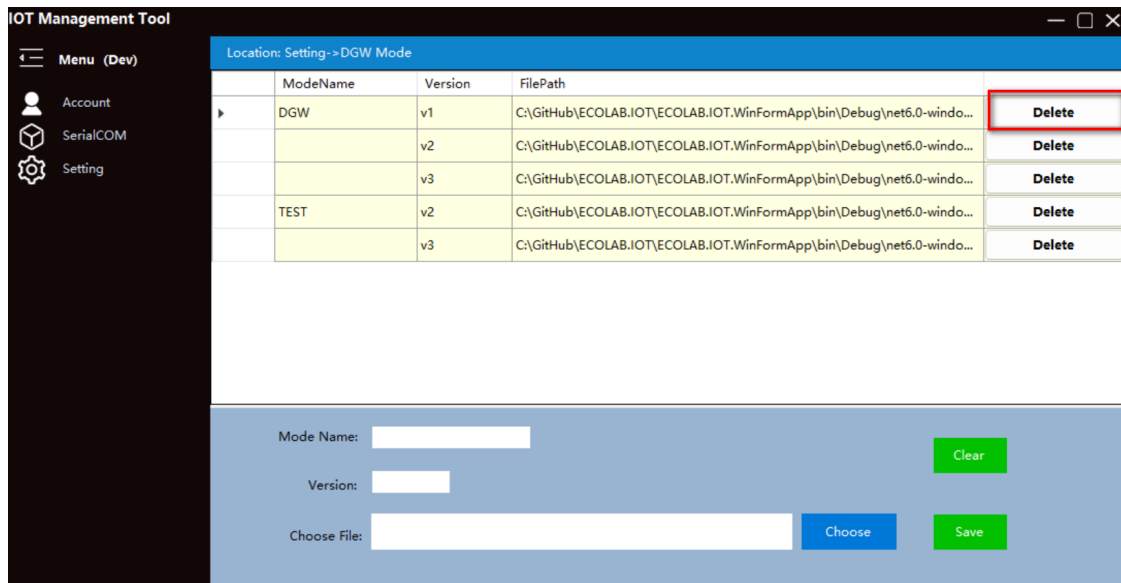 IOT Management Tool
Menu (Dev)
Account
SerialCOM
Setting
Location: Setting->DGW Mode
ModeName Version FilePath
DGW v1 C:\GitHub\ECOLAB.IOT\ECOLAB.IOT.WinFormApp\bin\Debug\net6.0-windo... Delete
v2 C:\GitHub\ECOLAB.IOT\ECOLAB.IOT.WinFormApp\bin\Debug\net6.0-windo... Delete
v3 C:\GitHub\ECOLAB.IOT\ECOLAB.IOT.WinFormApp\bin\Debug\net6.0-windo... Delete
TEST v2 C:\GitHub\ECOLAB.IOT\ECOLAB.IOT.WinFormApp\bin\Debug\net6.0-windo... Delete
v3 C:\GitHub\ECOLAB.IOT\ECOLAB.IOT.WinFormApp\bin\Debug\net6.0-windo... Delete
Mode Name:
Clear
Version:
Choose File: Choose Save